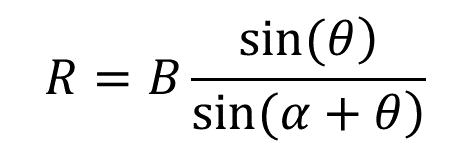 R = B sin(θ) / sin(α + θ)